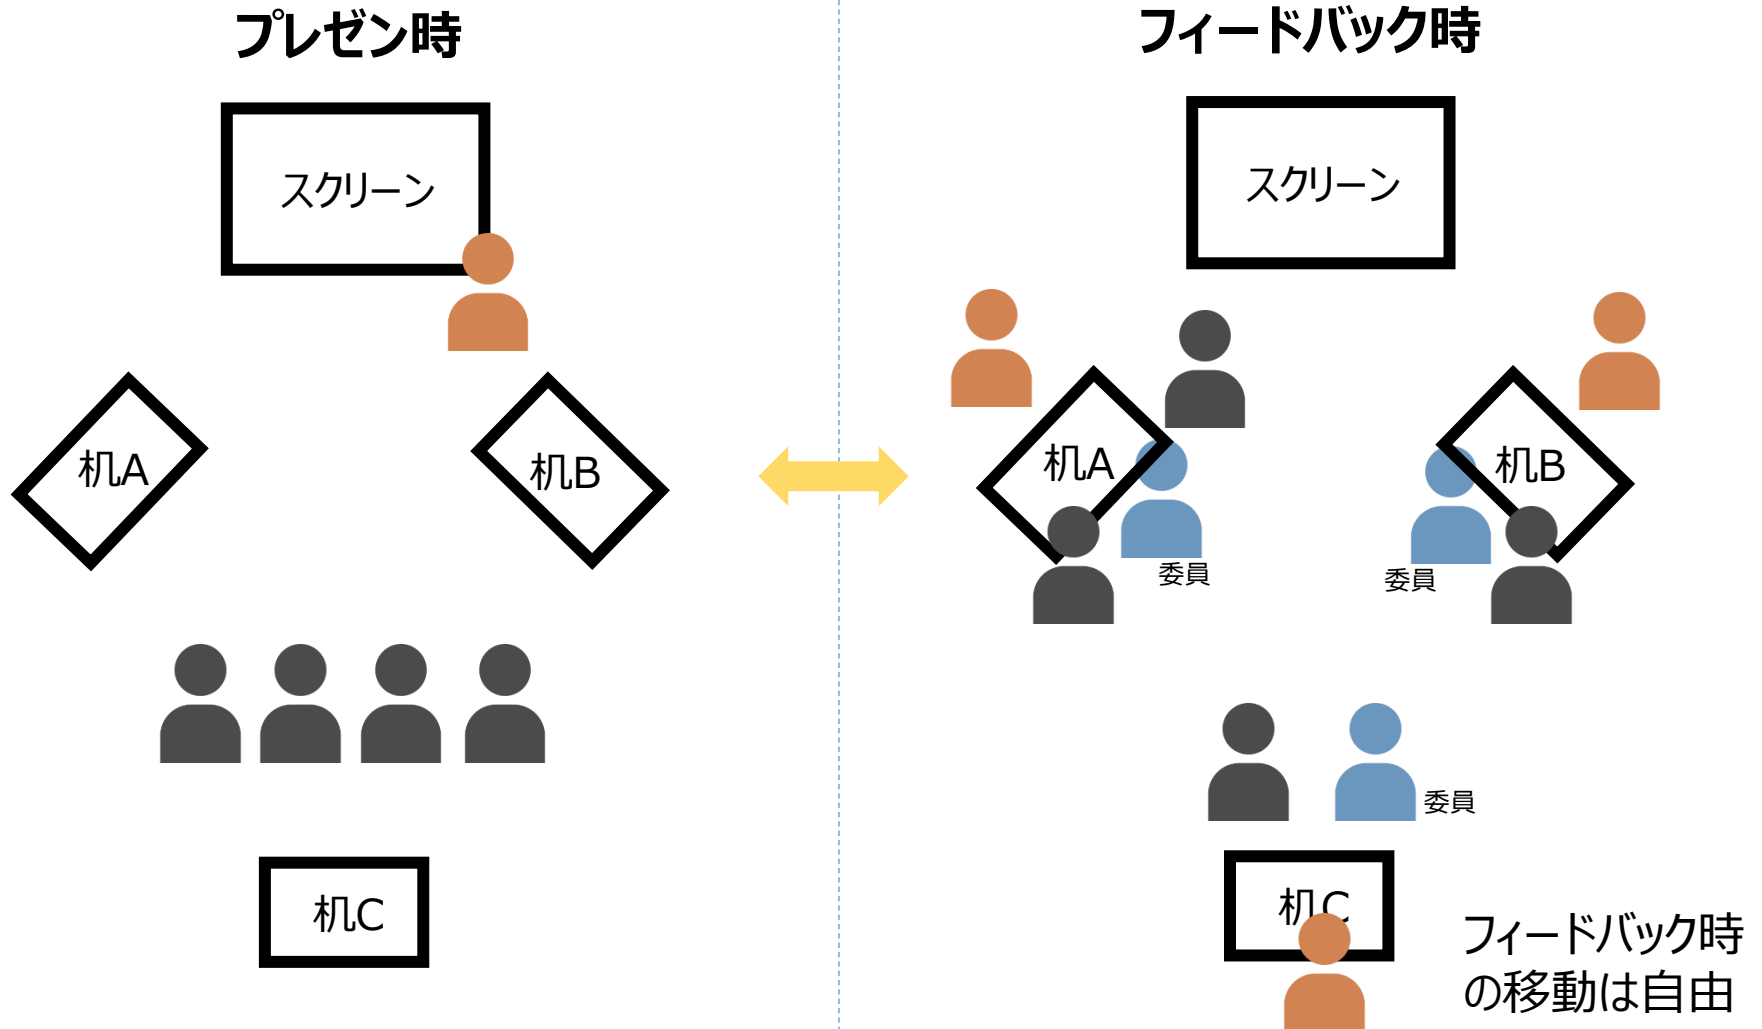 プレゼン時
スクリーン
机A
机B
机C
フィードバック時
スクリーン
机A
机B
委員
委員
委員
机C
フィードバック時
の移動は自由